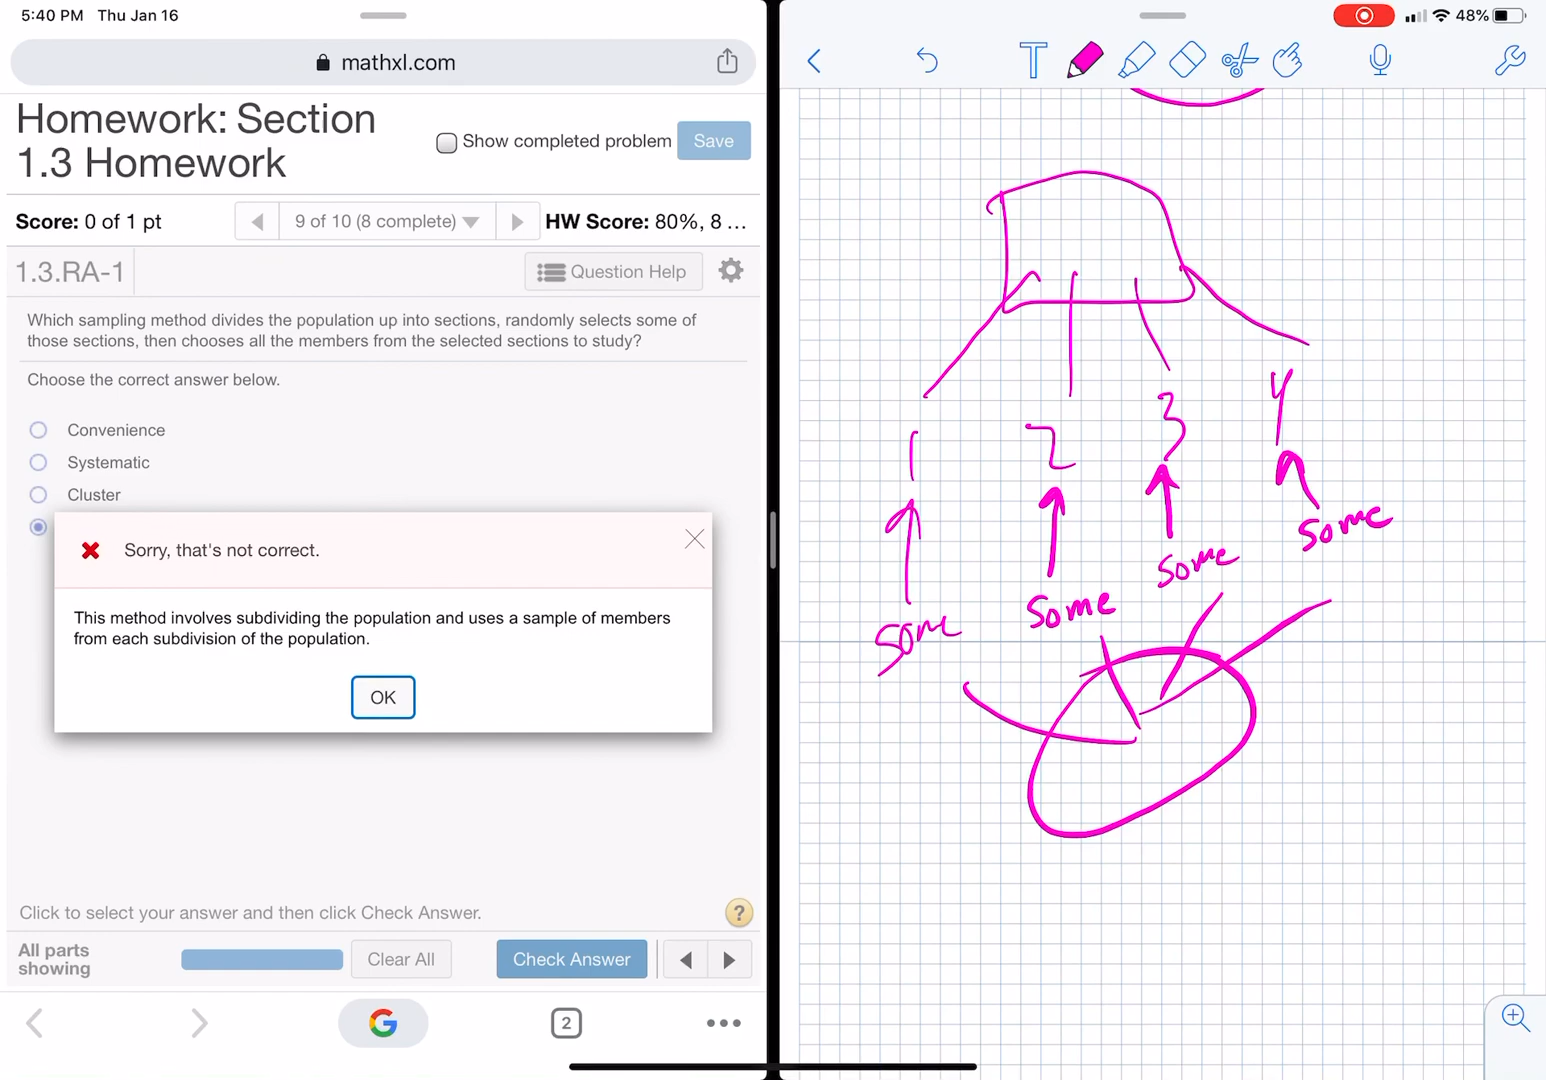 5:40 PM Thu Jan 16
48%
mathxl.com
Homework: Section
1.3 Homework
Show completed problem
Save
Score: 0 of 1 pt
9 of 10 (8 complete)
HW Score: 80%, 8 ...
1.3.RA-1
Question Help
Which sampling method divides the population up into sections, randomly selects some of
those sections, then chooses all the members from the selected sections to study?
Choose the correct answer below.
Convenience
Systematic
Cluster
Sorry, that's not correct.
This method involves subdividing the population and uses a sample of members
from each subdivision of the population.
OK
Click to select your answer and then click Check Answer.
?
All parts
showing
Clear All
Check Answer
G
2
T
1 2 3 4
some some some some